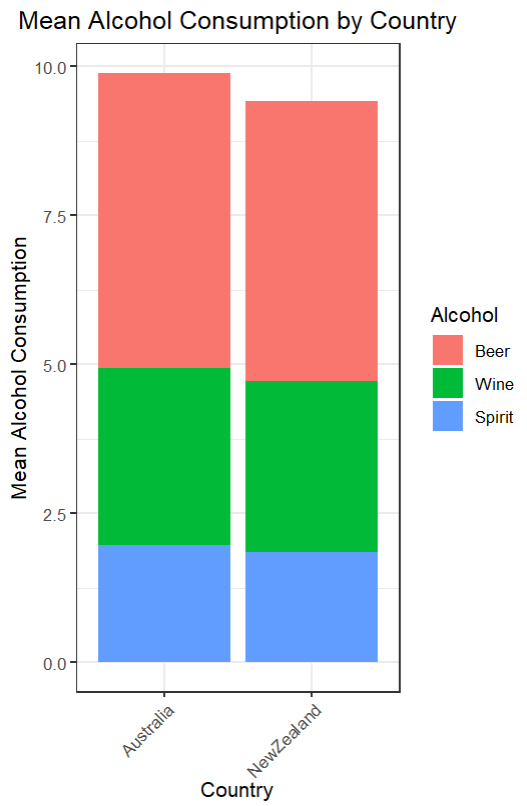 Mean Alcohol Consumption by Country
10.0
7.5
5.0
2.5
0.0
Mean Alcohol Consumption
Australia
NewZealand
Country
Alcohol
Beer
Wine
Spirit